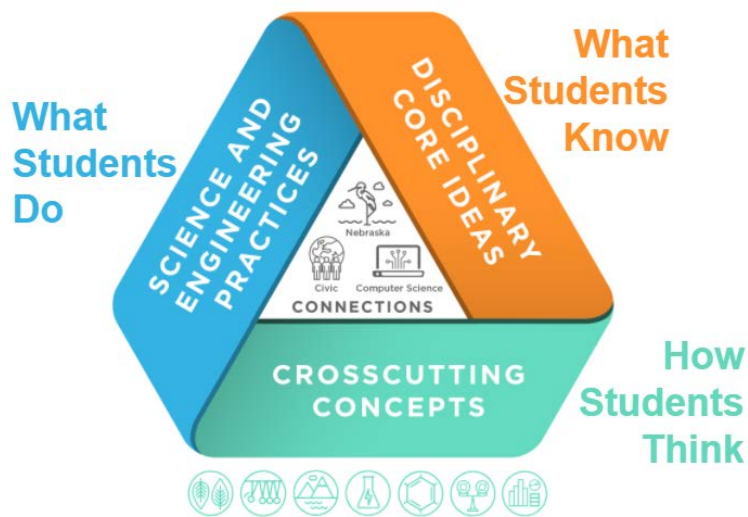 What
Students
Do
SCIENCE AND
ENGINEERING
PRACTICES
What
Students
Know
DISCIPLINARY
CORE IDEAS
Nebraska
Civic
Computer Science
CONNECTIONS
CROSSCUTTING
CONCEPTS
How
Students
Think